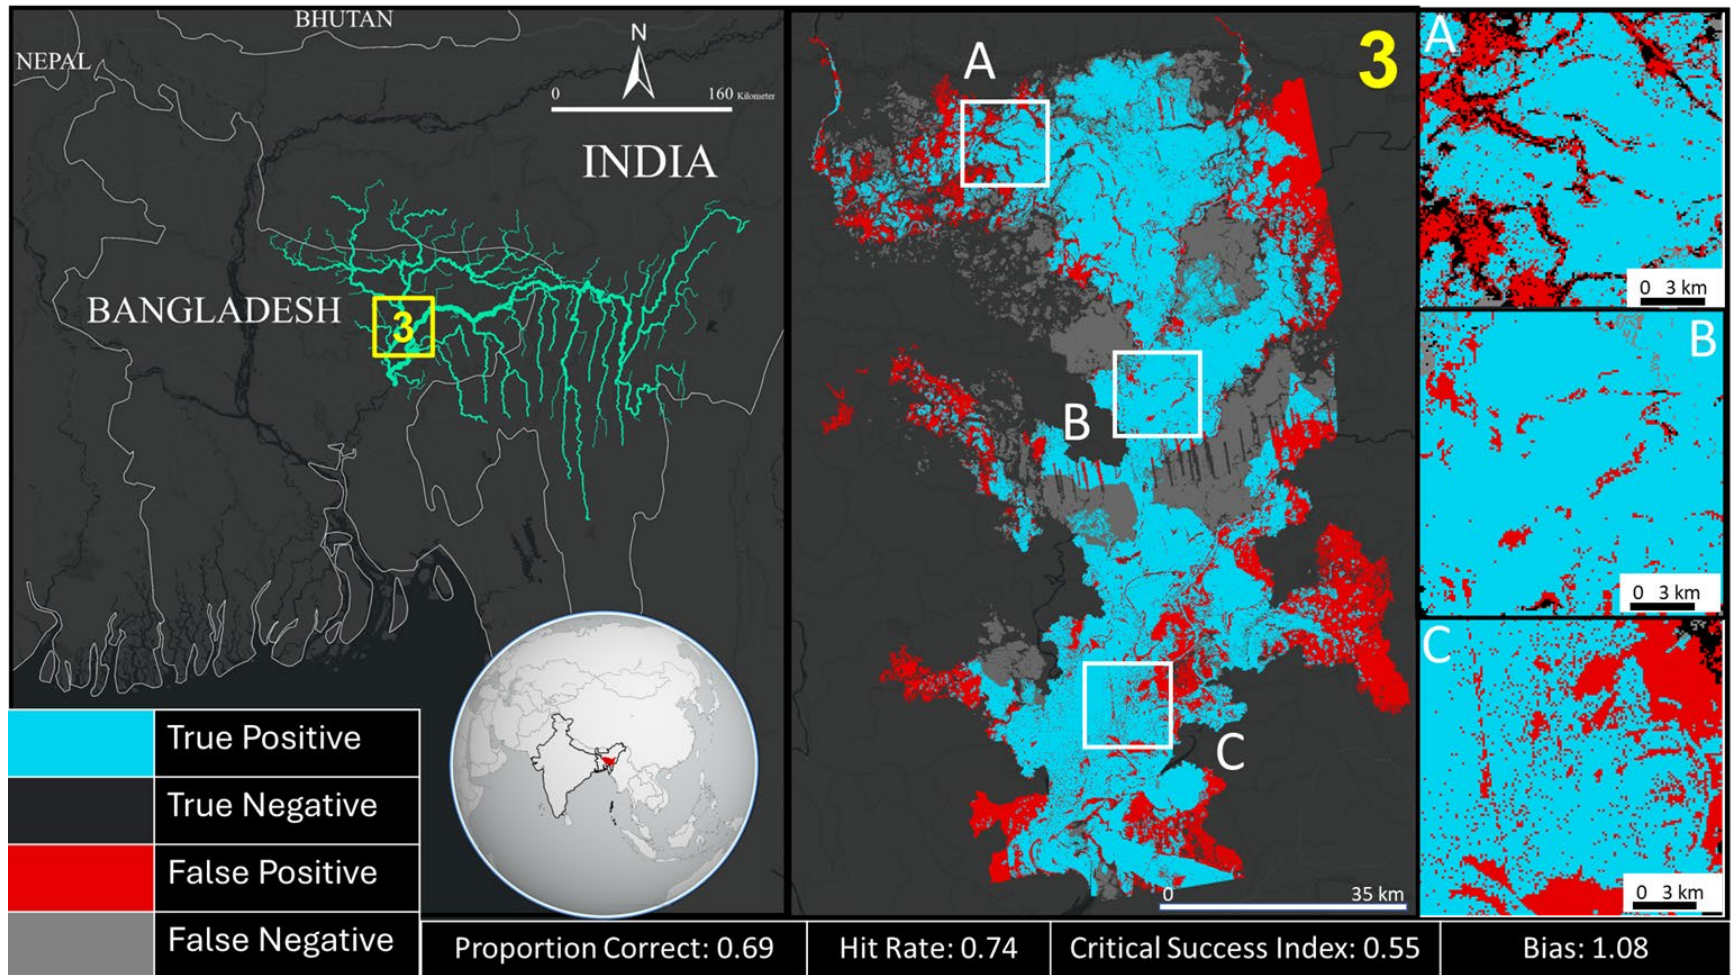 BHUTAN
NEPAL
N
0 160 Kilometer
INDIA
BANGLADESH
3
True Positive
True Negative
False Positive
False Negative
3
A
B
C
0 35 km
A
0 3 km
B
0 3 km
C
0 3 km
Proportion Correct: 0.69
Hit Rate: 0.74
Critical Success Index: 0.55
Bias: 1.08